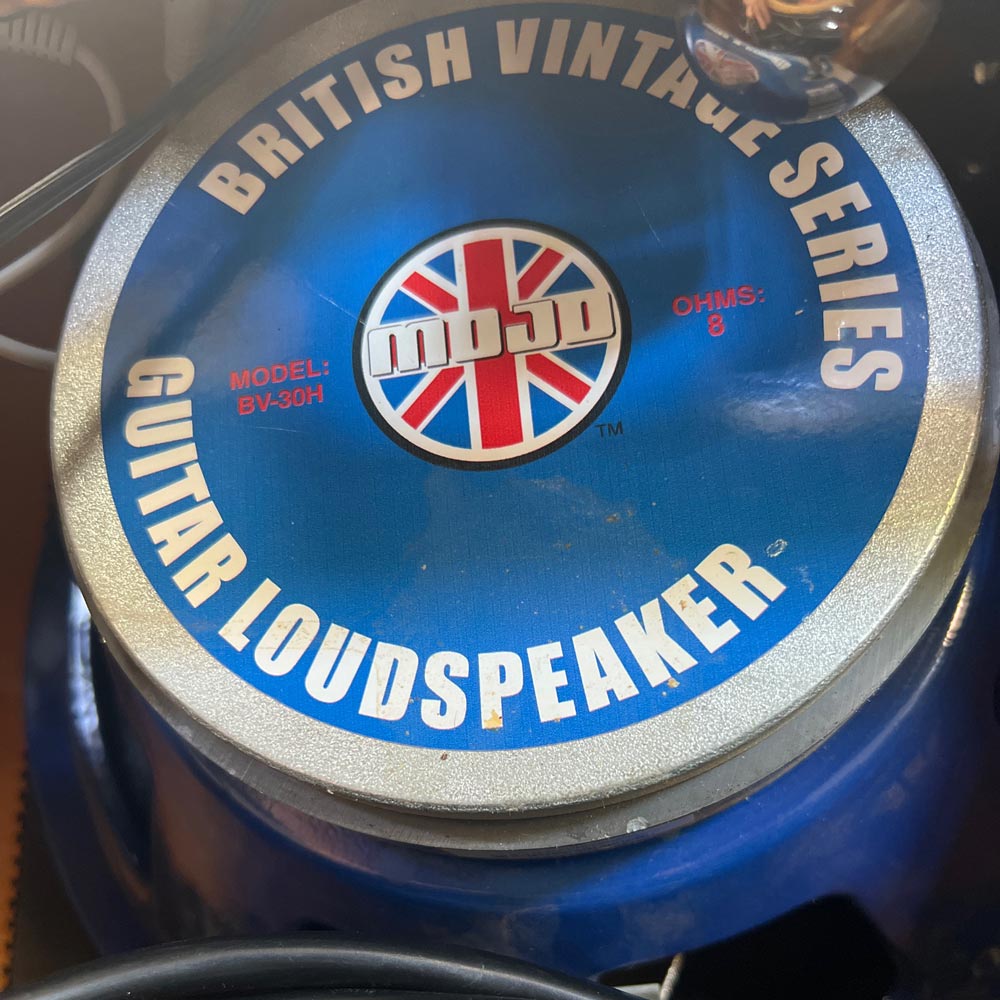 BRITISH VINTAGE SERIES
MOJO
TM
MODEL:
BV-30H
OHMS:
8
GUITAR LOUDSPEAKER